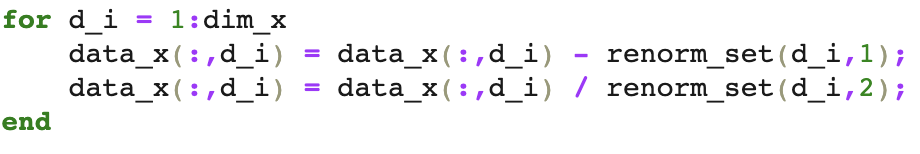 for d_i = 1:dim_x
    data_x(:,d_i) = data_x(:,d_i) - renorm_set(d_i,1);
    data_x(:,d_i) = data_x(:,d_i) / renorm_set(d_i,2);
end